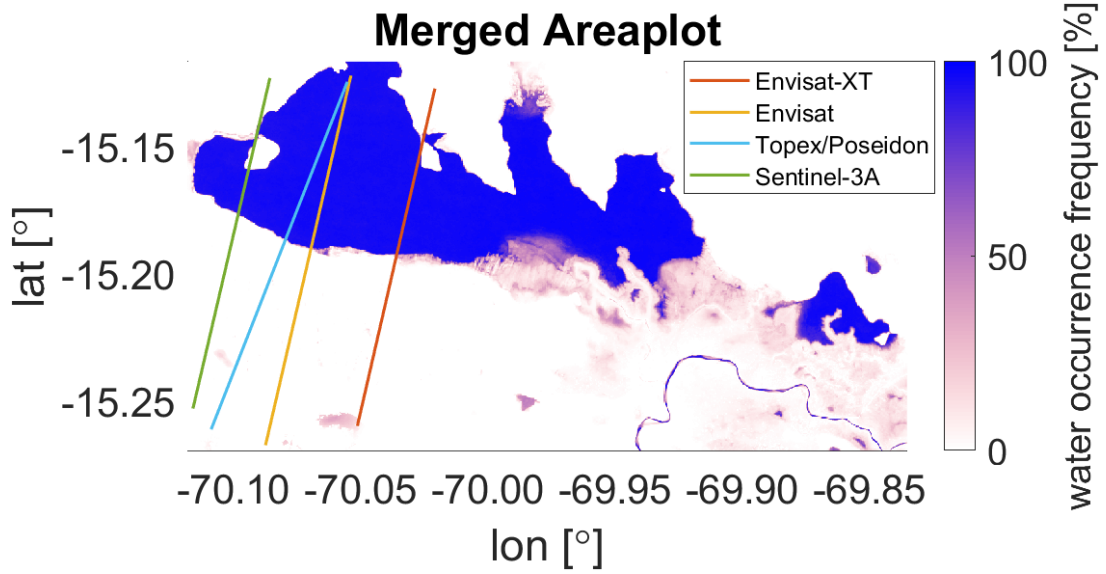 Merged Areaplot
Envisat-XT
Envisat
Topex/Poseidon
Sentinel-3A
lat [°]
-15.15
-15.20
-15.25
-70.10 -70.05 -70.00 -69.95 -69.90 -69.85
lon [°]
100
50
0
water occurrence frequency [%]